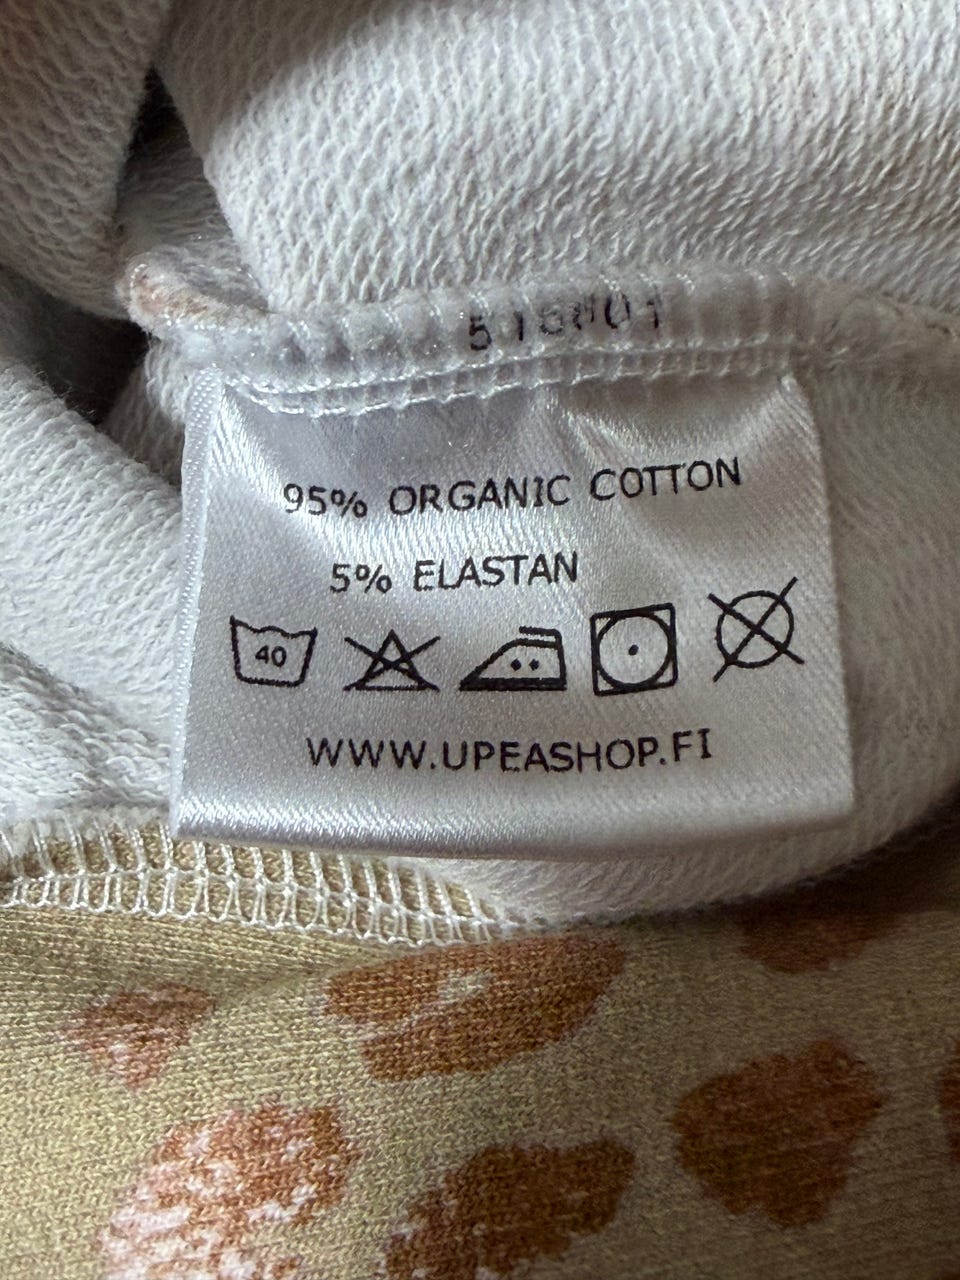 95% ORGANIC COTTON
5% ELASTAN
40
WWW.UPEASHOP.FI